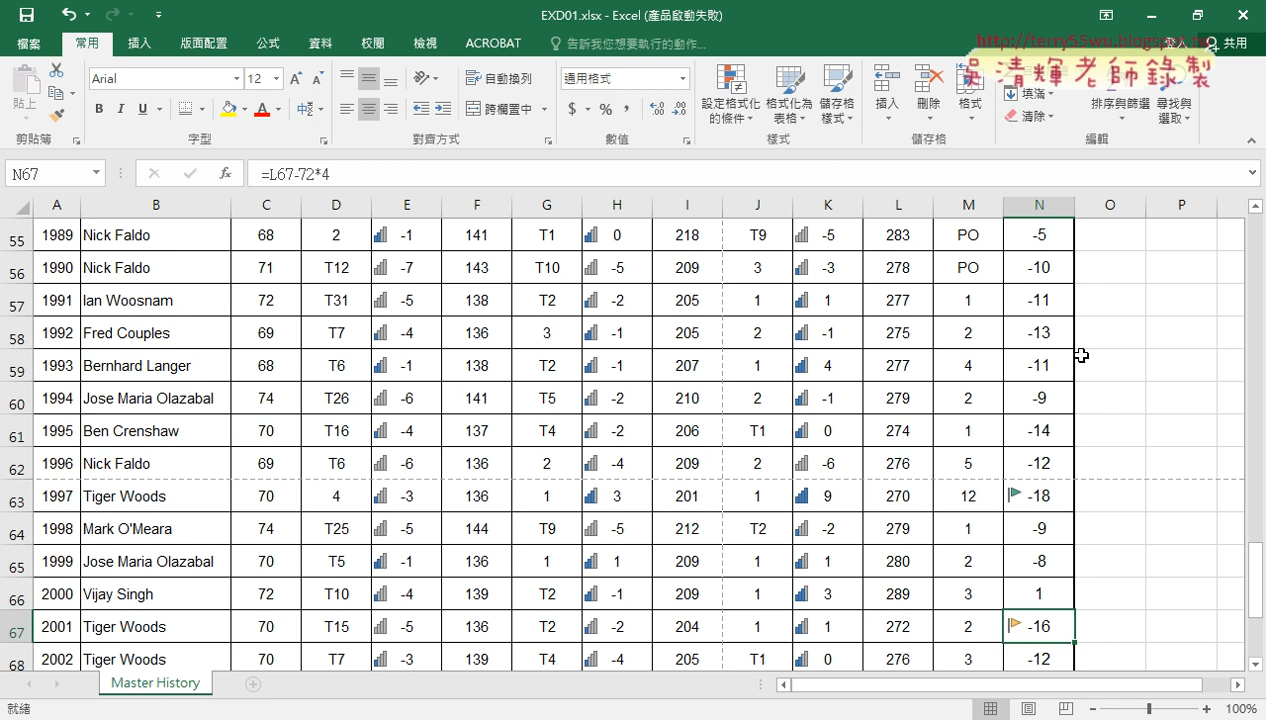 EXD01.xlsx - Excel (產品啟動失敗)
檔案 常用 插入 版面配置 公式 資料 校閱 檢視 ACROBAT 告訴我您想要執行的動作... 登入 共用
http://terry55wu.blogspot.tw
吳清輝老師錄製
貼上 Arial 12 自動換列 通用格式 設定格式化的條件 格式化為表格 儲存格樣式 插入 刪除 格式 填滿 清除 排序與篩選 尋找與選取
B I U 中 跨欄置中 $ % ,
剪貼簿 字型 對齊方式 數值 樣式 儲存格 編輯
N67 fx =L67-72*4
A B C D E F G H I J K L M N O P
55 1989 Nick Faldo 68 2 -1 141 T1 0 218 T9 -5 283 PO -5
56 1990 Nick Faldo 71 T12 -7 143 T10 -5 209 3 -3 278 PO -10
57 1991 Ian Woosnam 72 T31 -5 138 T2 -2 205 1 1 277 1 -11
58 1992 Fred Couples 69 T7 -4 136 3 -1 205 2 -1 275 2 -13
59 1993 Bernhard Langer 68 T6 -1 138 T2 -1 207 1 4 277 4 -11
60 1994 Jose Maria Olazabal 74 T26 -6 141 T5 -2 210 2 -1 279 2 -9
61 1995 Ben Crenshaw 70 T16 -4 137 T4 -2 206 T1 0 274 1 -14
62 1996 Nick Faldo 69 T6 -6 136 2 -4 209 2 -6 276 5 -12
63 1997 Tiger Woods 70 4 -3 136 1 3 201 1 9 270 12 -18
64 1998 Mark O'Meara 74 T25 -5 144 T9 -5 212 T2 -2 279 1 -9
65 1999 Jose Maria Olazabal 70 T5 -1 136 1 1 209 1 1 280 2 -8
66 2000 Vijay Singh 72 T10 -4 139 T2 -1 209 1 3 289 3 1
67 2001 Tiger Woods 70 T15 -5 136 T2 -2 204 1 1 272 2 -16
68 2002 Tiger Woods 70 T7 -3 139 T4 -4 205 T1 0 276 3 -12
Master History
就緒 100%